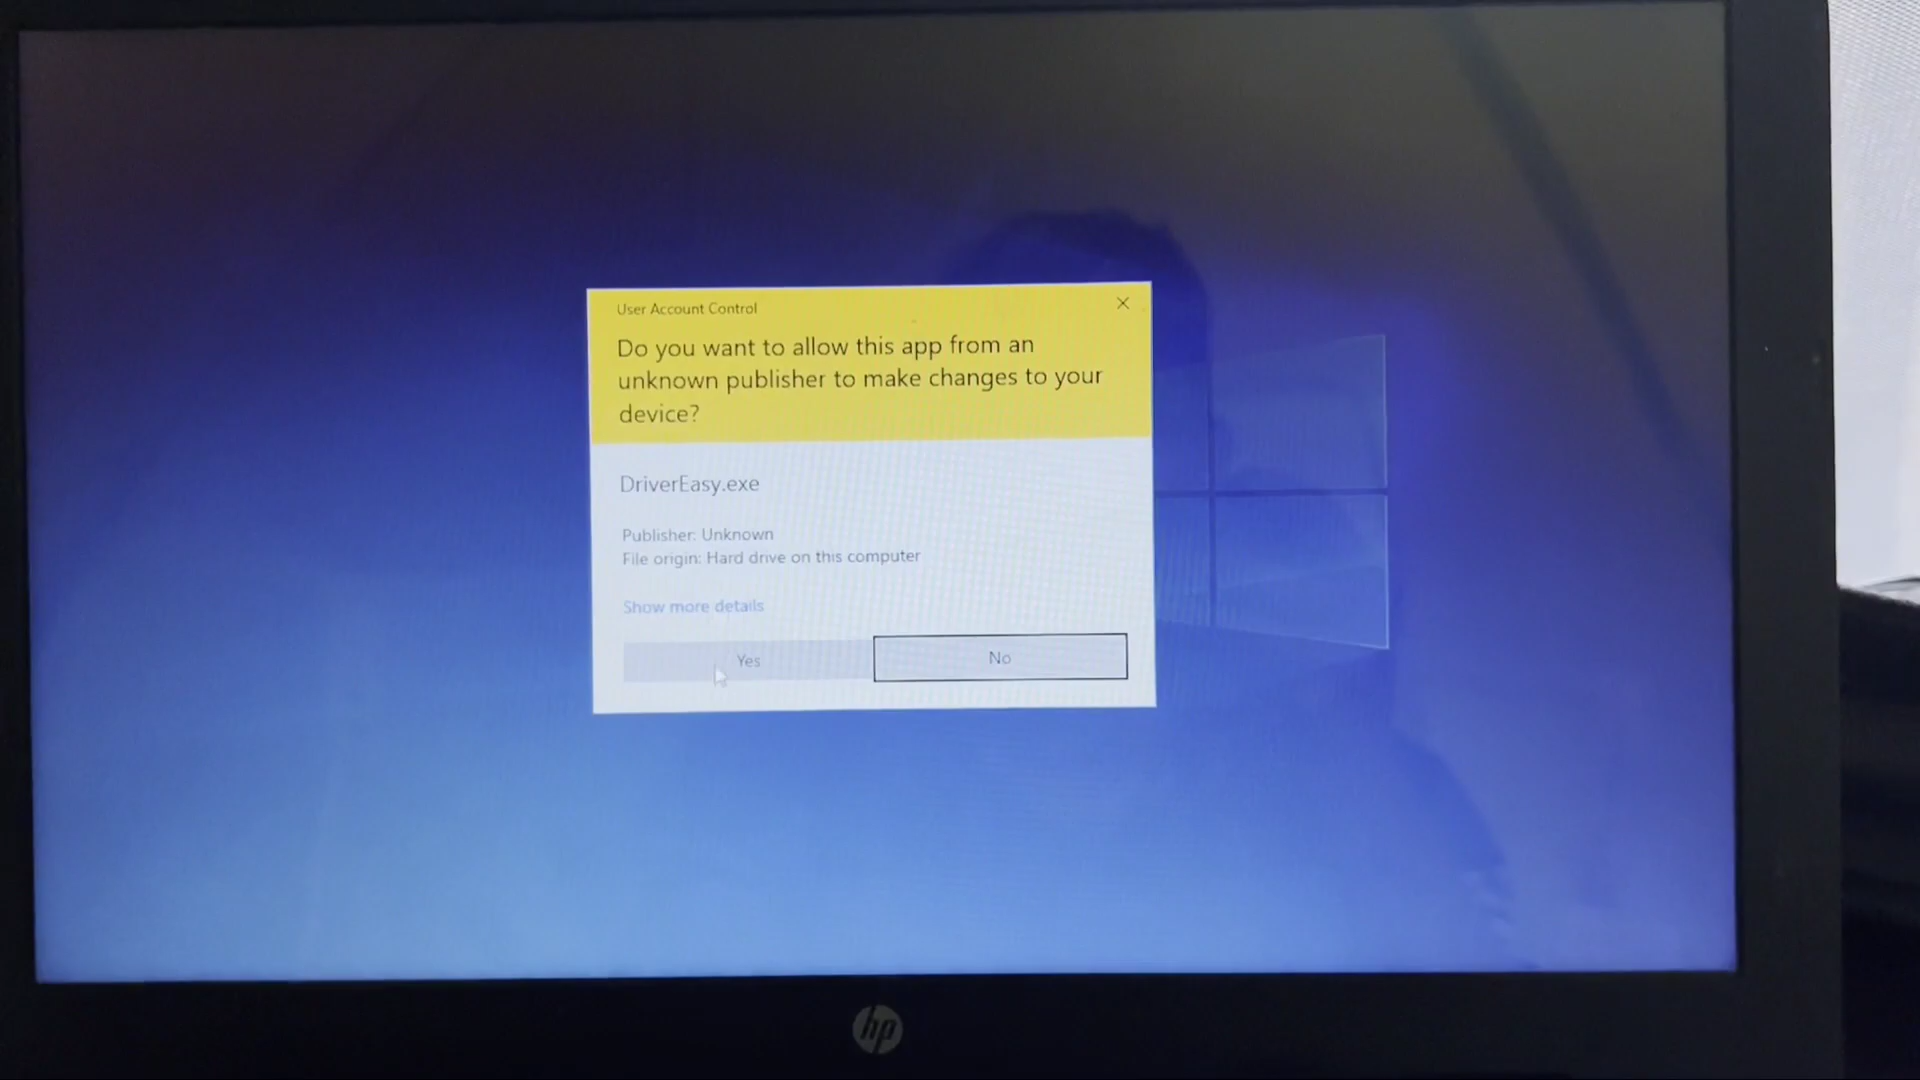 User Account Control
Do you want to allow this app from an
unknown publisher to make changes to your
device?
DriverEasy.exe
Publisher: Unknown
File origin: Hard drive on this computer
Show more details
Yes
No
hp